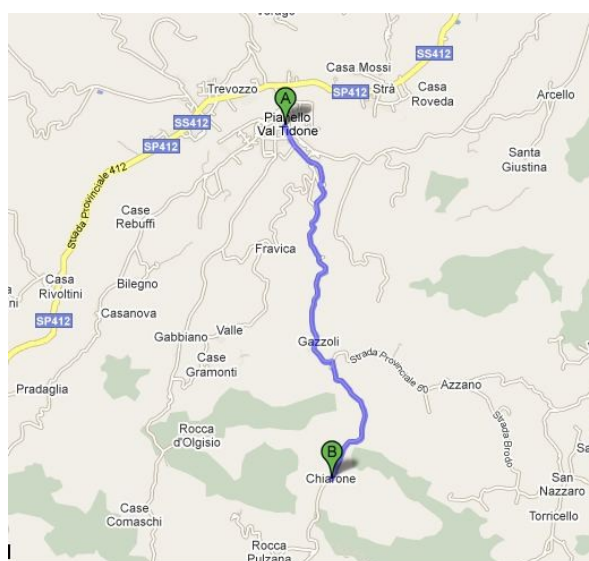 SS412
Casa Mossi
Trevozzo
SP412
Strà
Casa
Roveda
Arcello
A
Pianello
Val Tidone
SS412
SP412
Santa
Giustina
Strada Provinciale 412
Case
Rebuffi
Fravica
Casa
Rivoltini
Bilegno
Casanova
SP412
Valle
Gabbiano
Gazzoli
Case
Gramonti
Strada Provinciale 60
Azzano
Pradaglia
Rocca
d'Olgisio
B
Strada Brodo
Chiarone
San
Nazzaro
Case
Comaschi
Torricello
Rocca
Pulzana